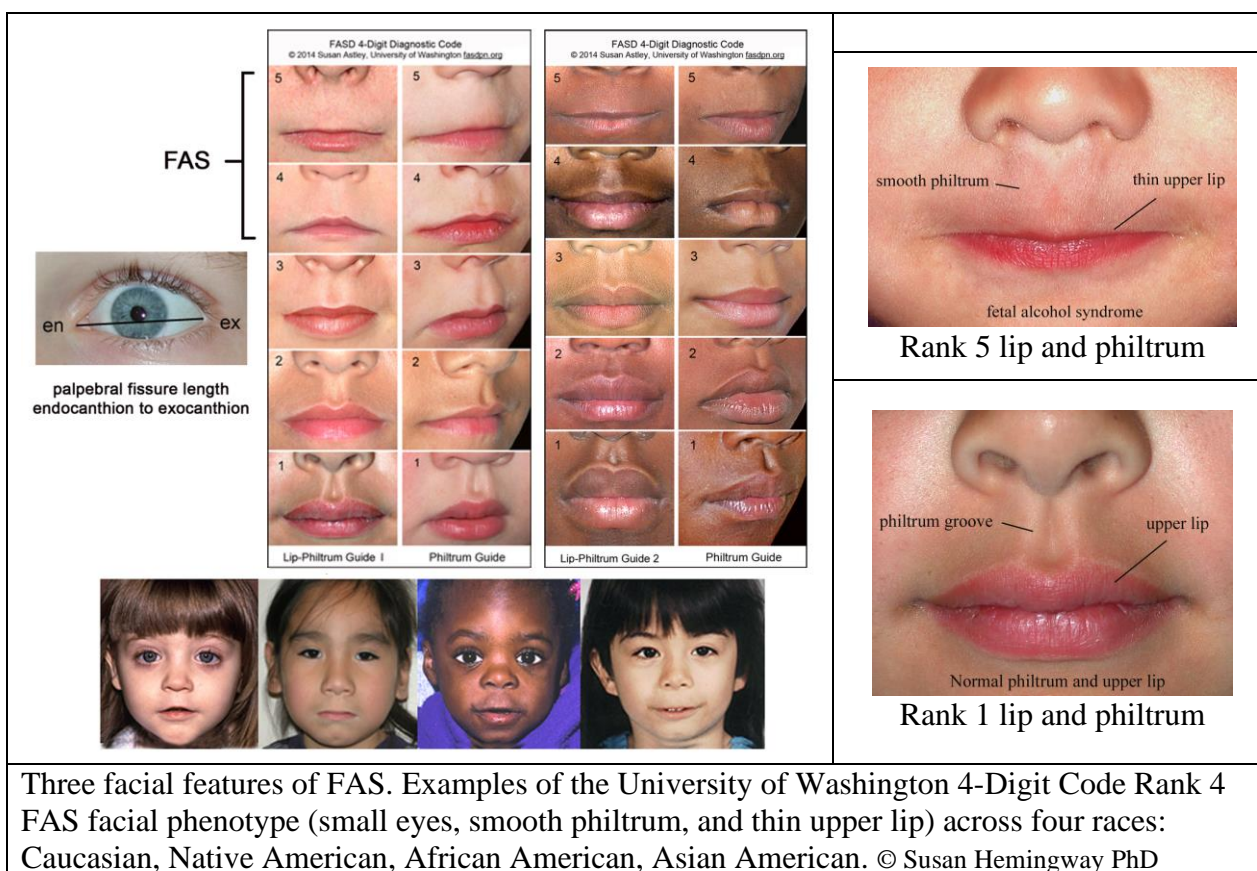 FASD 4-Digit Diagnostic Code
© 2014 Susan Astley, University of Washington fasdpn.org
FASD 4-Digit Diagnostic Code
© 2014 Susan Astley, University of Washington fasdpn.org
FAS
5
5
4
4
3
3
2
2
1
1
Lip-Philtrum Guide I
Philtrum Guide
5
5
4
4
3
3
2
2
1
1
Lip-Philtrum Guide 2
Philtrum Guide
en
ex
palpebral fissure length
endocanthion to exocanthion
smooth philtrum
thin upper lip
fetal alcohol syndrome
Rank 5 lip and philtrum
philtrum groove
upper lip
Normal philtrum and upper lip
Rank 1 lip and philtrum
Three facial features of FAS. Examples of the University of Washington 4-Digit Code Rank 4
FAS facial phenotype (small eyes, smooth philtrum, and thin upper lip) across four races:
Caucasian, Native American, African American, Asian American. © Susan Hemingway PhD